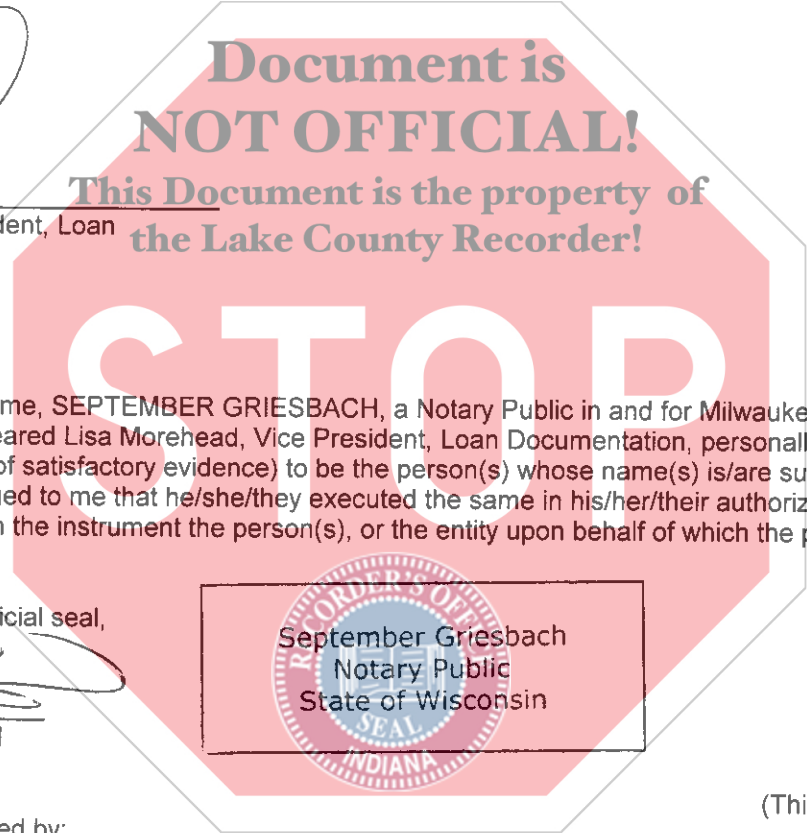 Document is
NOT OFFICIAL!
This Document is the property of
the Lake County Recorder!
dent, Loan
STOP
me, SEPTEMBER GRIESBACH, a Notary Public in and for Milwauke
eared Lisa Morehead, Vice President, Loan Documentation, personall
of satisfactory evidence) to be the person(s) whose name(s) is/are su
ged to me that he/she/they executed the same in his/her/their authoriz
n the instrument the person(s), or the entity upon behalf of which the p
icial seal,
RECORDER'S OFFICE
September Griesbach
Notary Public
State of Wisconsin
SEAL
INDIANA
(Thi
ed by: